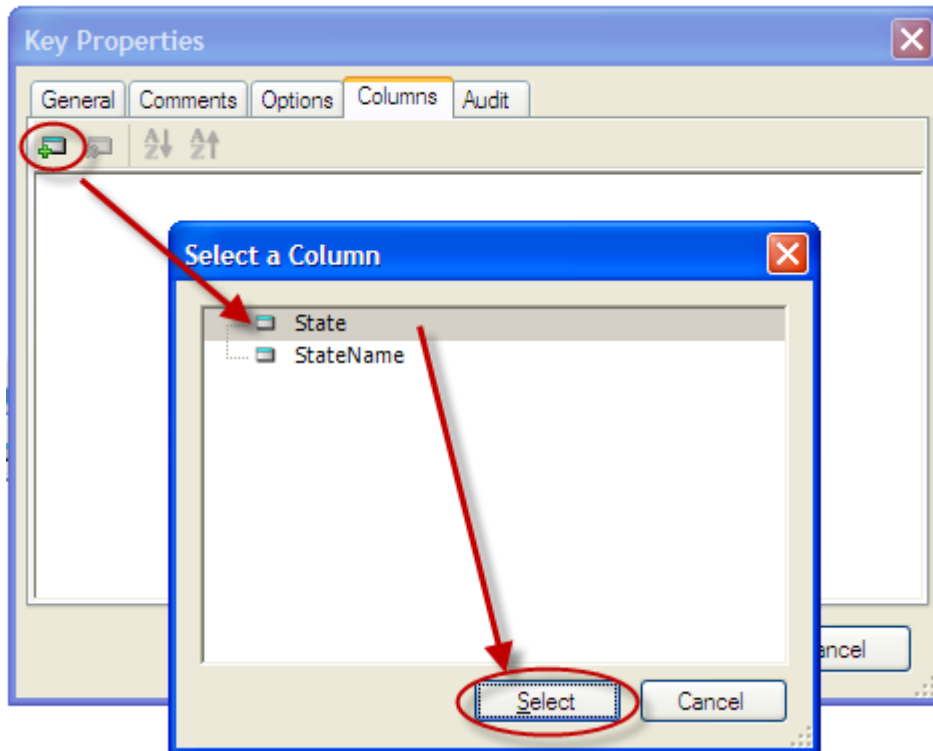 Key Properties
General Comments Options Columns Audit
Select a Column
State
StateName
Select Cancel